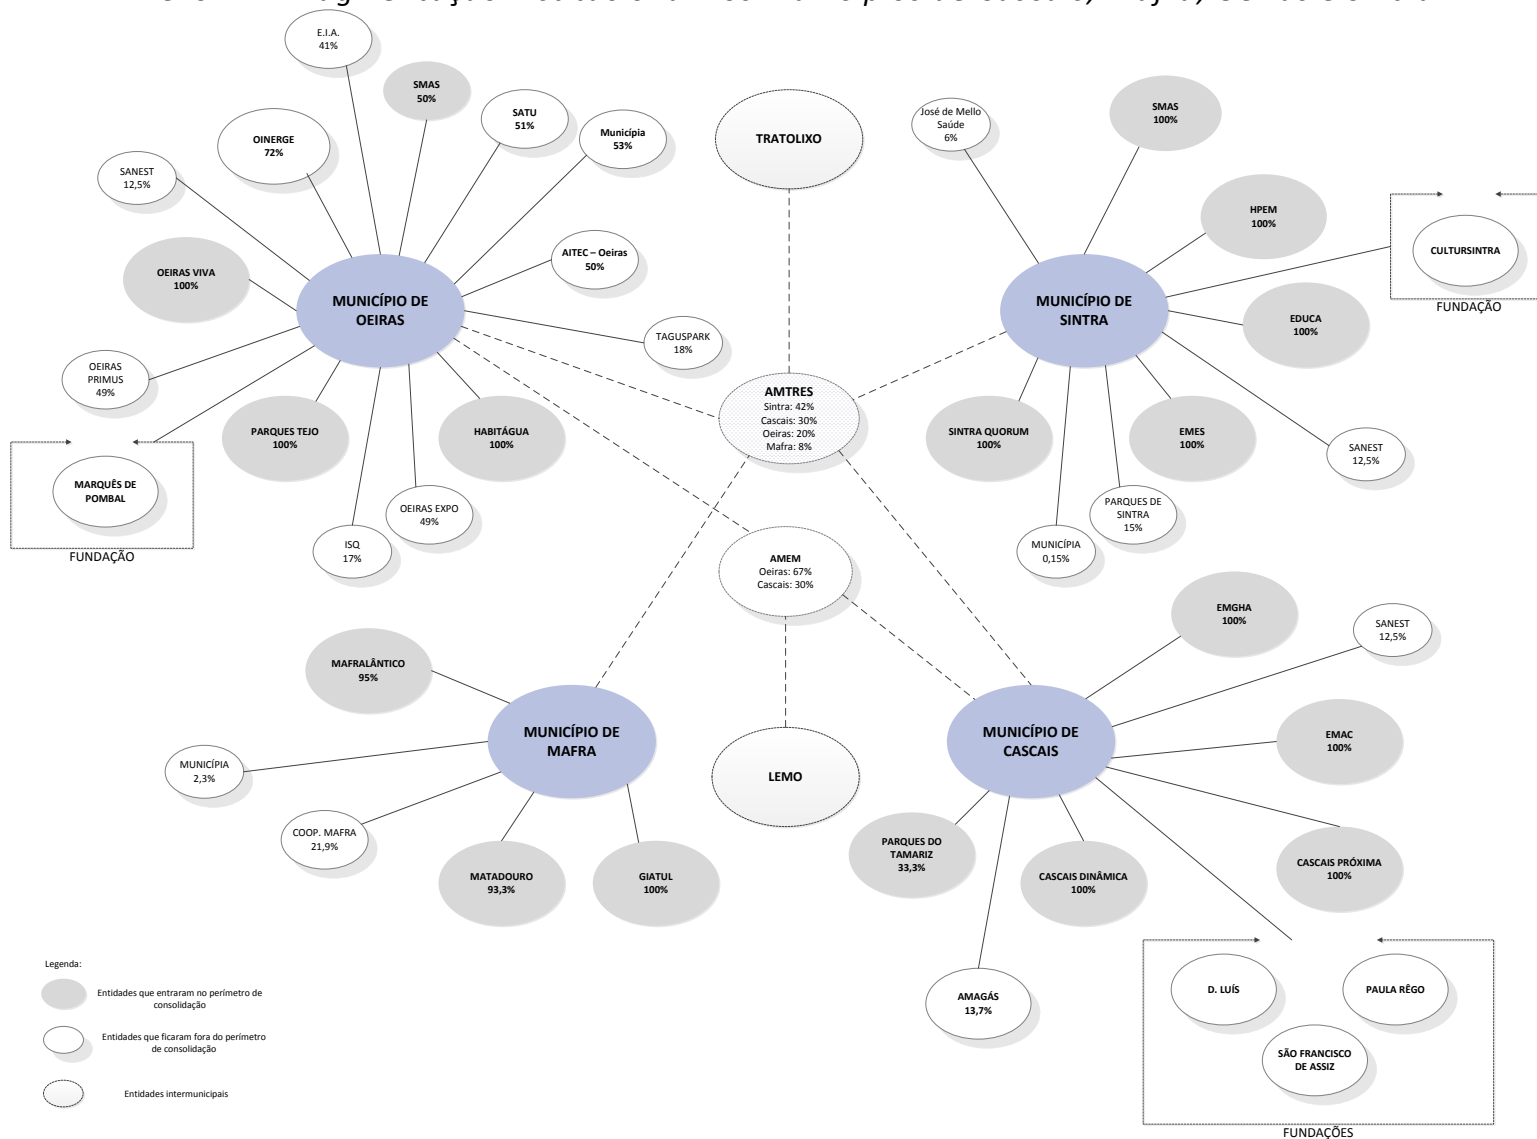 E.I.A.
41%
SMAS
50%
SATU
51%
Municípia
53%
OINERGE
72%
SANEST
12,5%
OEIRAS VIVA
100%
AITEC – Oeiras
50%
MUNICÍPIO DE
OEIRAS
TAGUSPARK
18%
OEIRAS
PRIMUS
49%
PARQUES TEJO
100%
HABITÁGUA
100%
MARQUÊS DE
POMBAL
FUNDAÇÃO
OEIRAS EXPO
49%
ISQ
17%
TRATOLIXO
AMTRES
Sintra: 42%
Cascais: 30%
Oeiras: 20%
Mafra: 8%
AMEM
Oeiras: 67%
Cascais: 30%
LEMO
José de Mello
Saúde
6%
SMAS
100%
HPEM
100%
CULTURSINTRA
FUNDAÇÃO
MUNICÍPIO DE
SINTRA
EDUCA
100%
SINTRA QUORUM
100%
EMES
100%
SANEST
12,5%
PARQUES DE
SINTRA
15%
MUNICÍPIA
0,15%
MAFRALÂNTICO
95%
MUNICÍPIO DE
MAFRA
MUNICÍPIA
2,3%
COOP. MAFRA
21,9%
MATADOURO
93,3%
GIATUL
100%
EMGHA
100%
SANEST
12,5%
MUNICÍPIO DE
CASCAIS
EMAC
100%
PARQUES DO
TAMARIZ
33,3%
CASCAIS DINÂMICA
100%
CASCAIS PRÓXIMA
100%
AMAGÁS
13,7%
D. LUÍS
PAULA RÊGO
SÃO FRANCISCO
DE ASSIZ
FUNDAÇÕES
Legenda:
Entidades que entraram no perímetro de
consolidação
Entidades que ficaram fora do perímetro
de consolidação
Entidades intermunicipais